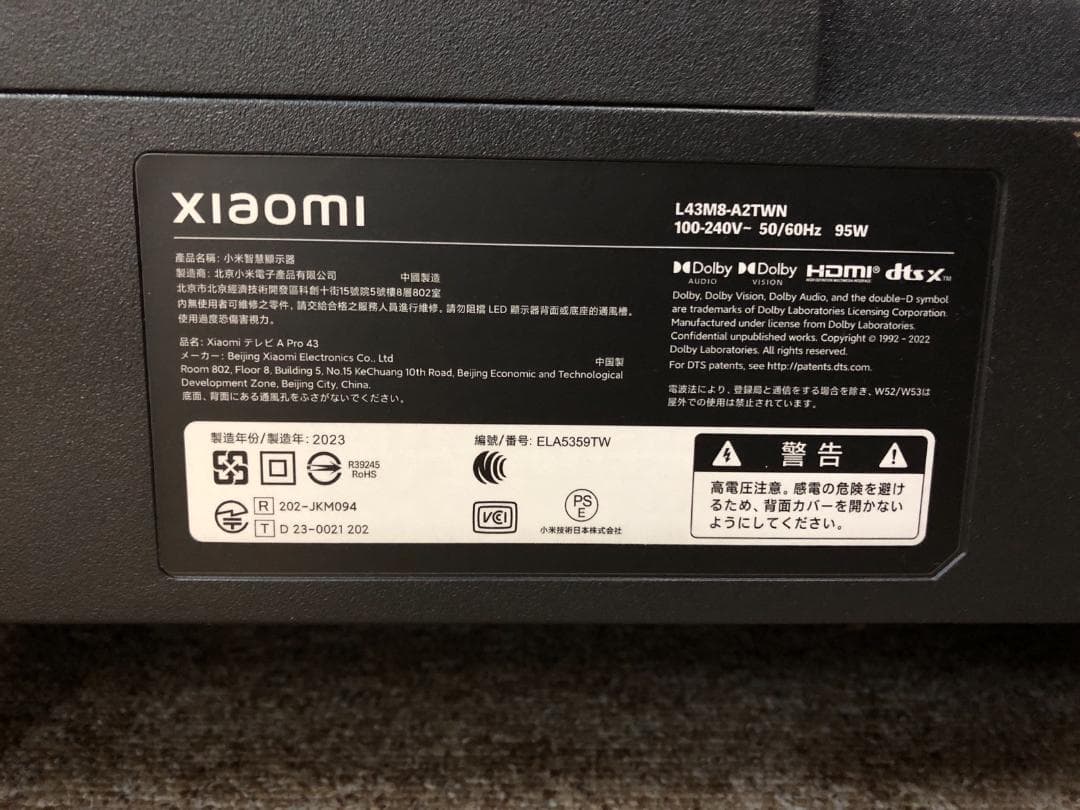 xiaomi
L43M8-A2TWN
100-240V~ 50/60Hz 95W
產品名稱: 小米智慧顯示器
製造商: 北京小米電子產品有限公司 中國製造
北京市北京經濟技術開發區科創十街15號院5號樓8層802室
內無使用者可維修之零件，請交給合格之服務人員進行維修。請勿阻擋 LED 顯示器背面或底座的通風槽。
使用過度恐傷害視力。
品名: Xiaomi テレビ A Pro 43
メーカー: Beijing Xiaomi Electronics Co., Ltd 中国製
Room 802, Floor 8, Building 5, No.15 KeChuang 10th Road, Beijing Economic and Technological
Development Zone, Beijing City, China.
底面、背面にある通風孔をふさがないでください。
Dolby AUDIO Dolby VISION HDMI® dts X™
HIGH-DEFINITION MULTIMEDIA INTERFACE
Dolby, Dolby Vision, Dolby Audio, and the double-D symbol
are trademarks of Dolby Laboratories Licensing Corporation.
Manufactured under license from Dolby Laboratories.
Confidential unpublished works. Copyright © 1992 - 2022
Dolby Laboratories. All rights reserved.
For DTS patents, see http://patents.dts.com.
電波法により、登録局と通信をする場合を除き、W52/W53は
屋外での使用は禁止されています。
製造年份/製造年: 2023
R39245
RoHS
R 202-JKM094
T D 23-0021 202
編號/番号: ELA5359TW
VCCI
PS
E
小米技術日本株式会社
警告
高電圧注意。感電の危険を避け
るため、背面カバーを開かない
ようにしてください。